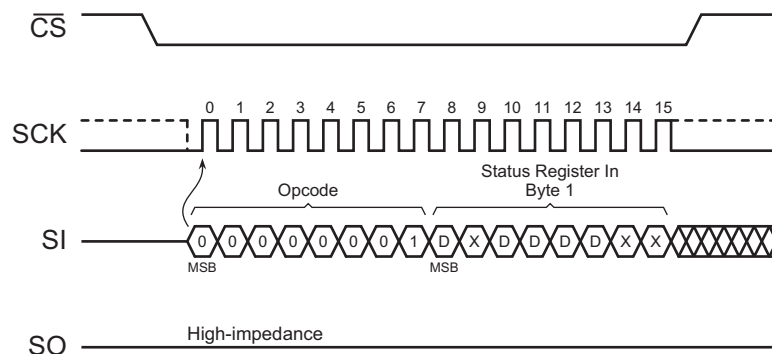 CS
0 1 2 3 4 5 6 7 8 9 10 11 12 13 14 15
SCK
Opcode
Status Register In
Byte 1
SI
0 0 0 0 0 0 0 1 D X D D D D X X
MSB MSB
High-impedance
SO